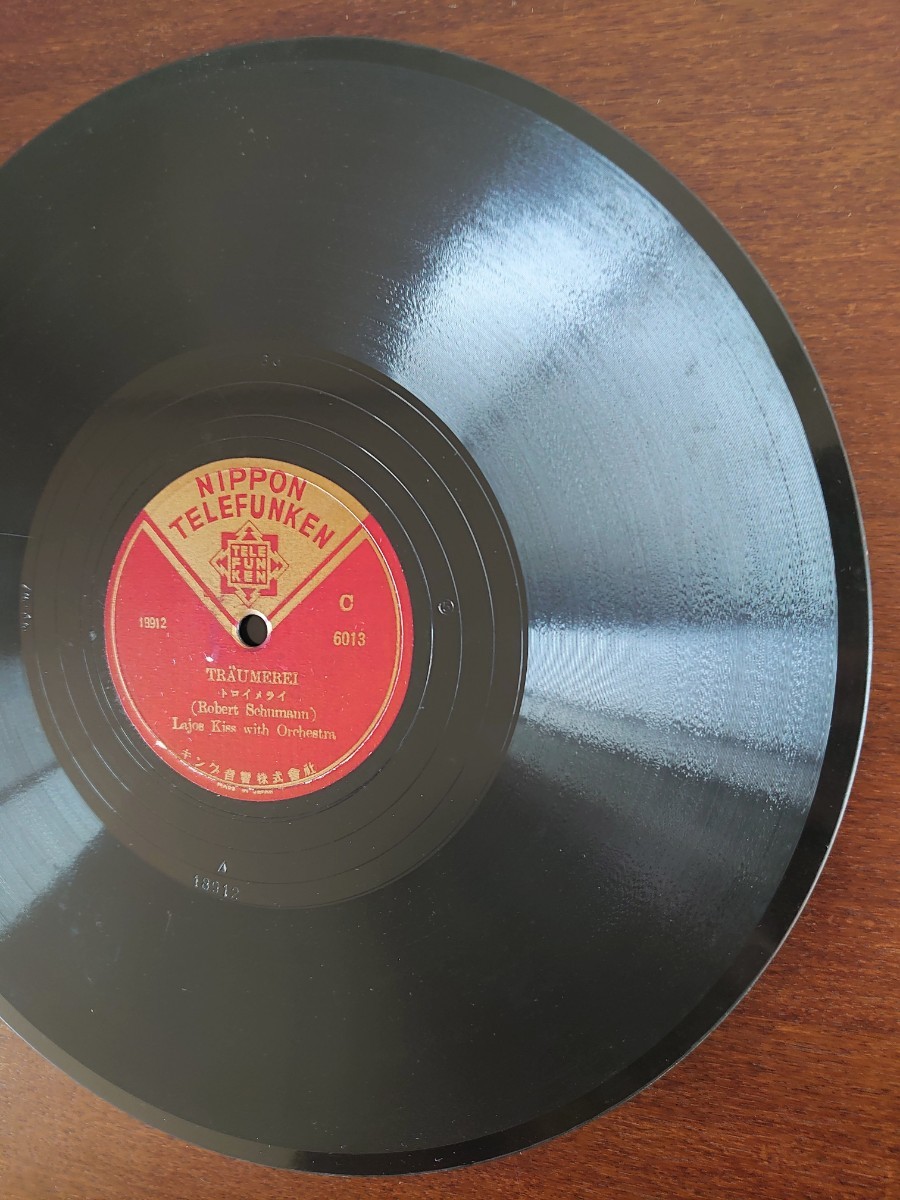 NIPPON
TELEFUNKEN
TELE
FUN
KEN
C
6013
19912
TRÄUMEREI
トロイメライ
(Robert Schumann)
Lajos Kiss with Orchestra
キング音響株式會社
MADE IN JAPAN
A